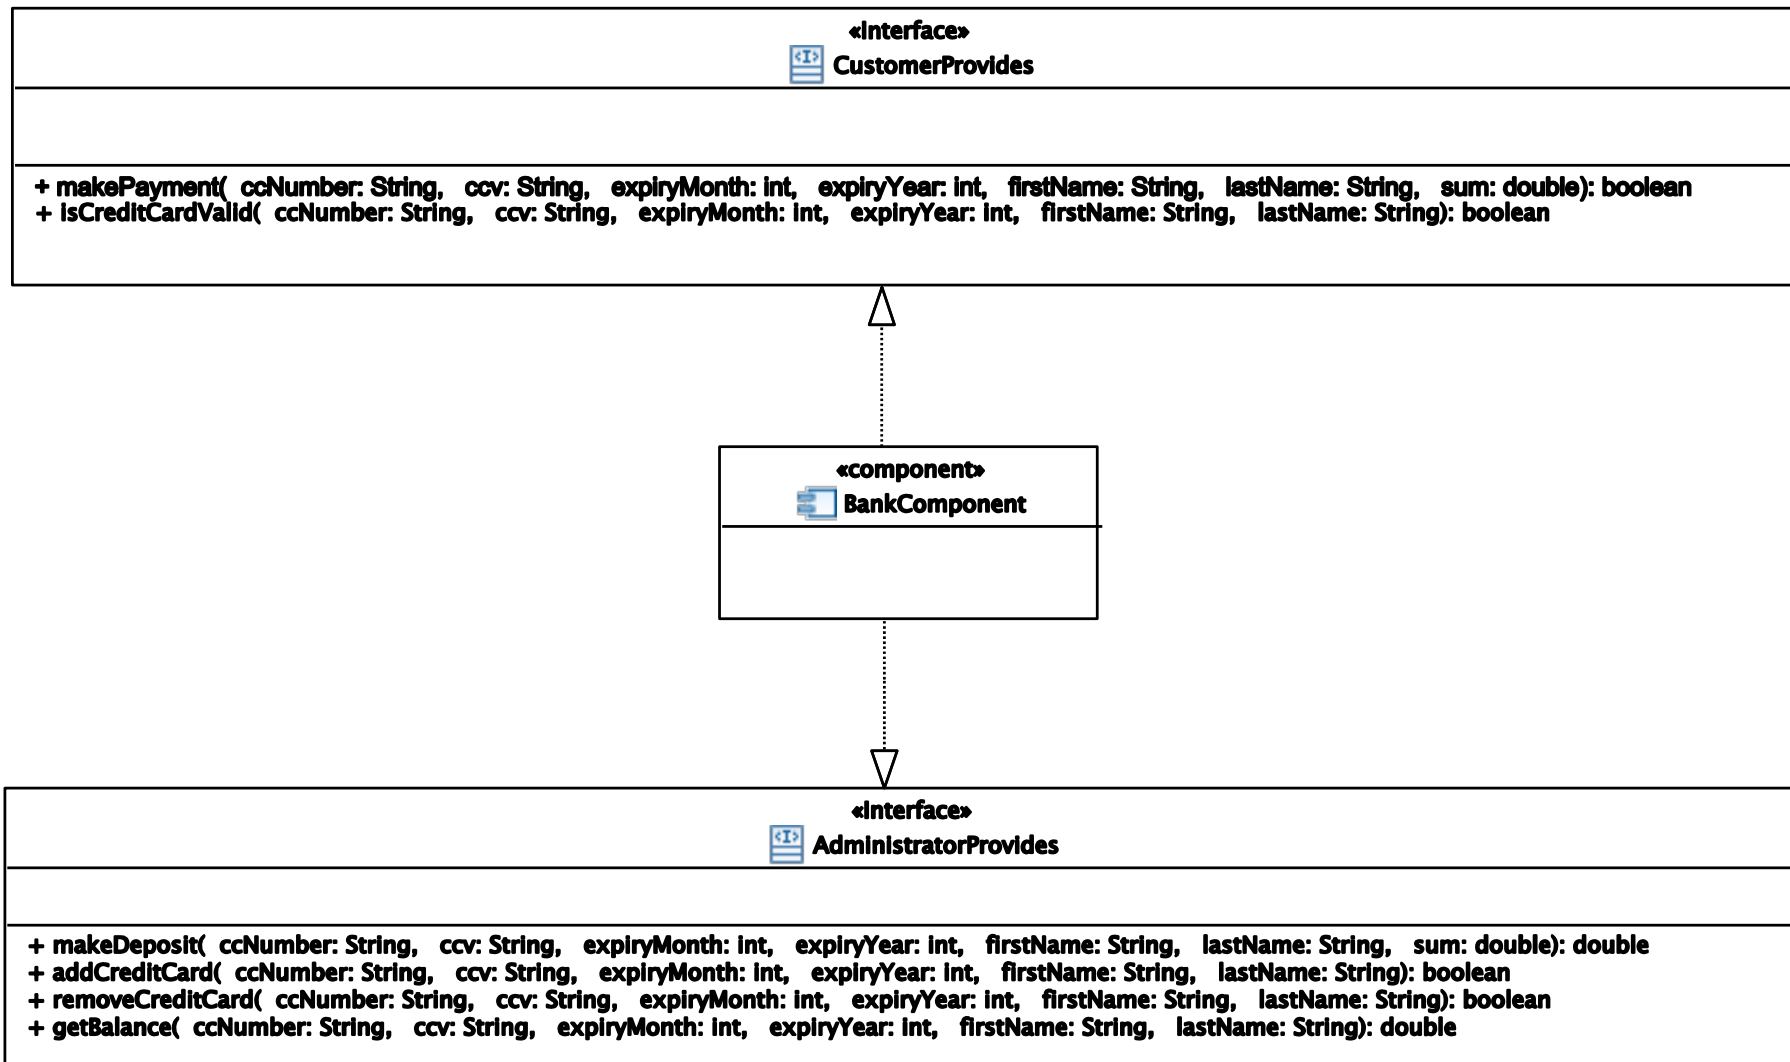 «Interface»
CustomerProvides
+ makePayment( ccNumber: String, ccv: String, expiryMonth: int, expiryYear: int, firstName: String, lastName: String, sum: double): boolean
+ isCreditCardValid( ccNumber: String, ccv: String, expiryMonth: int, expiryYear: int, firstName: String, lastName: String): boolean
«component»
BankComponent
«Interface»
AdministratorProvides
+ makeDeposit( ccNumber: String, ccv: String, expiryMonth: int, expiryYear: int, firstName: String, lastName: String, sum: double): double
+ addCreditCard( ccNumber: String, ccv: String, expiryMonth: int, expiryYear: int, firstName: String, lastName: String): boolean
+ removeCreditCard( ccNumber: String, ccv: String, expiryMonth: int, expiryYear: int, firstName: String, lastName: String): boolean
+ getBalance( ccNumber: String, ccv: String, expiryMonth: int, expiryYear: int, firstName: String, lastName: String): double